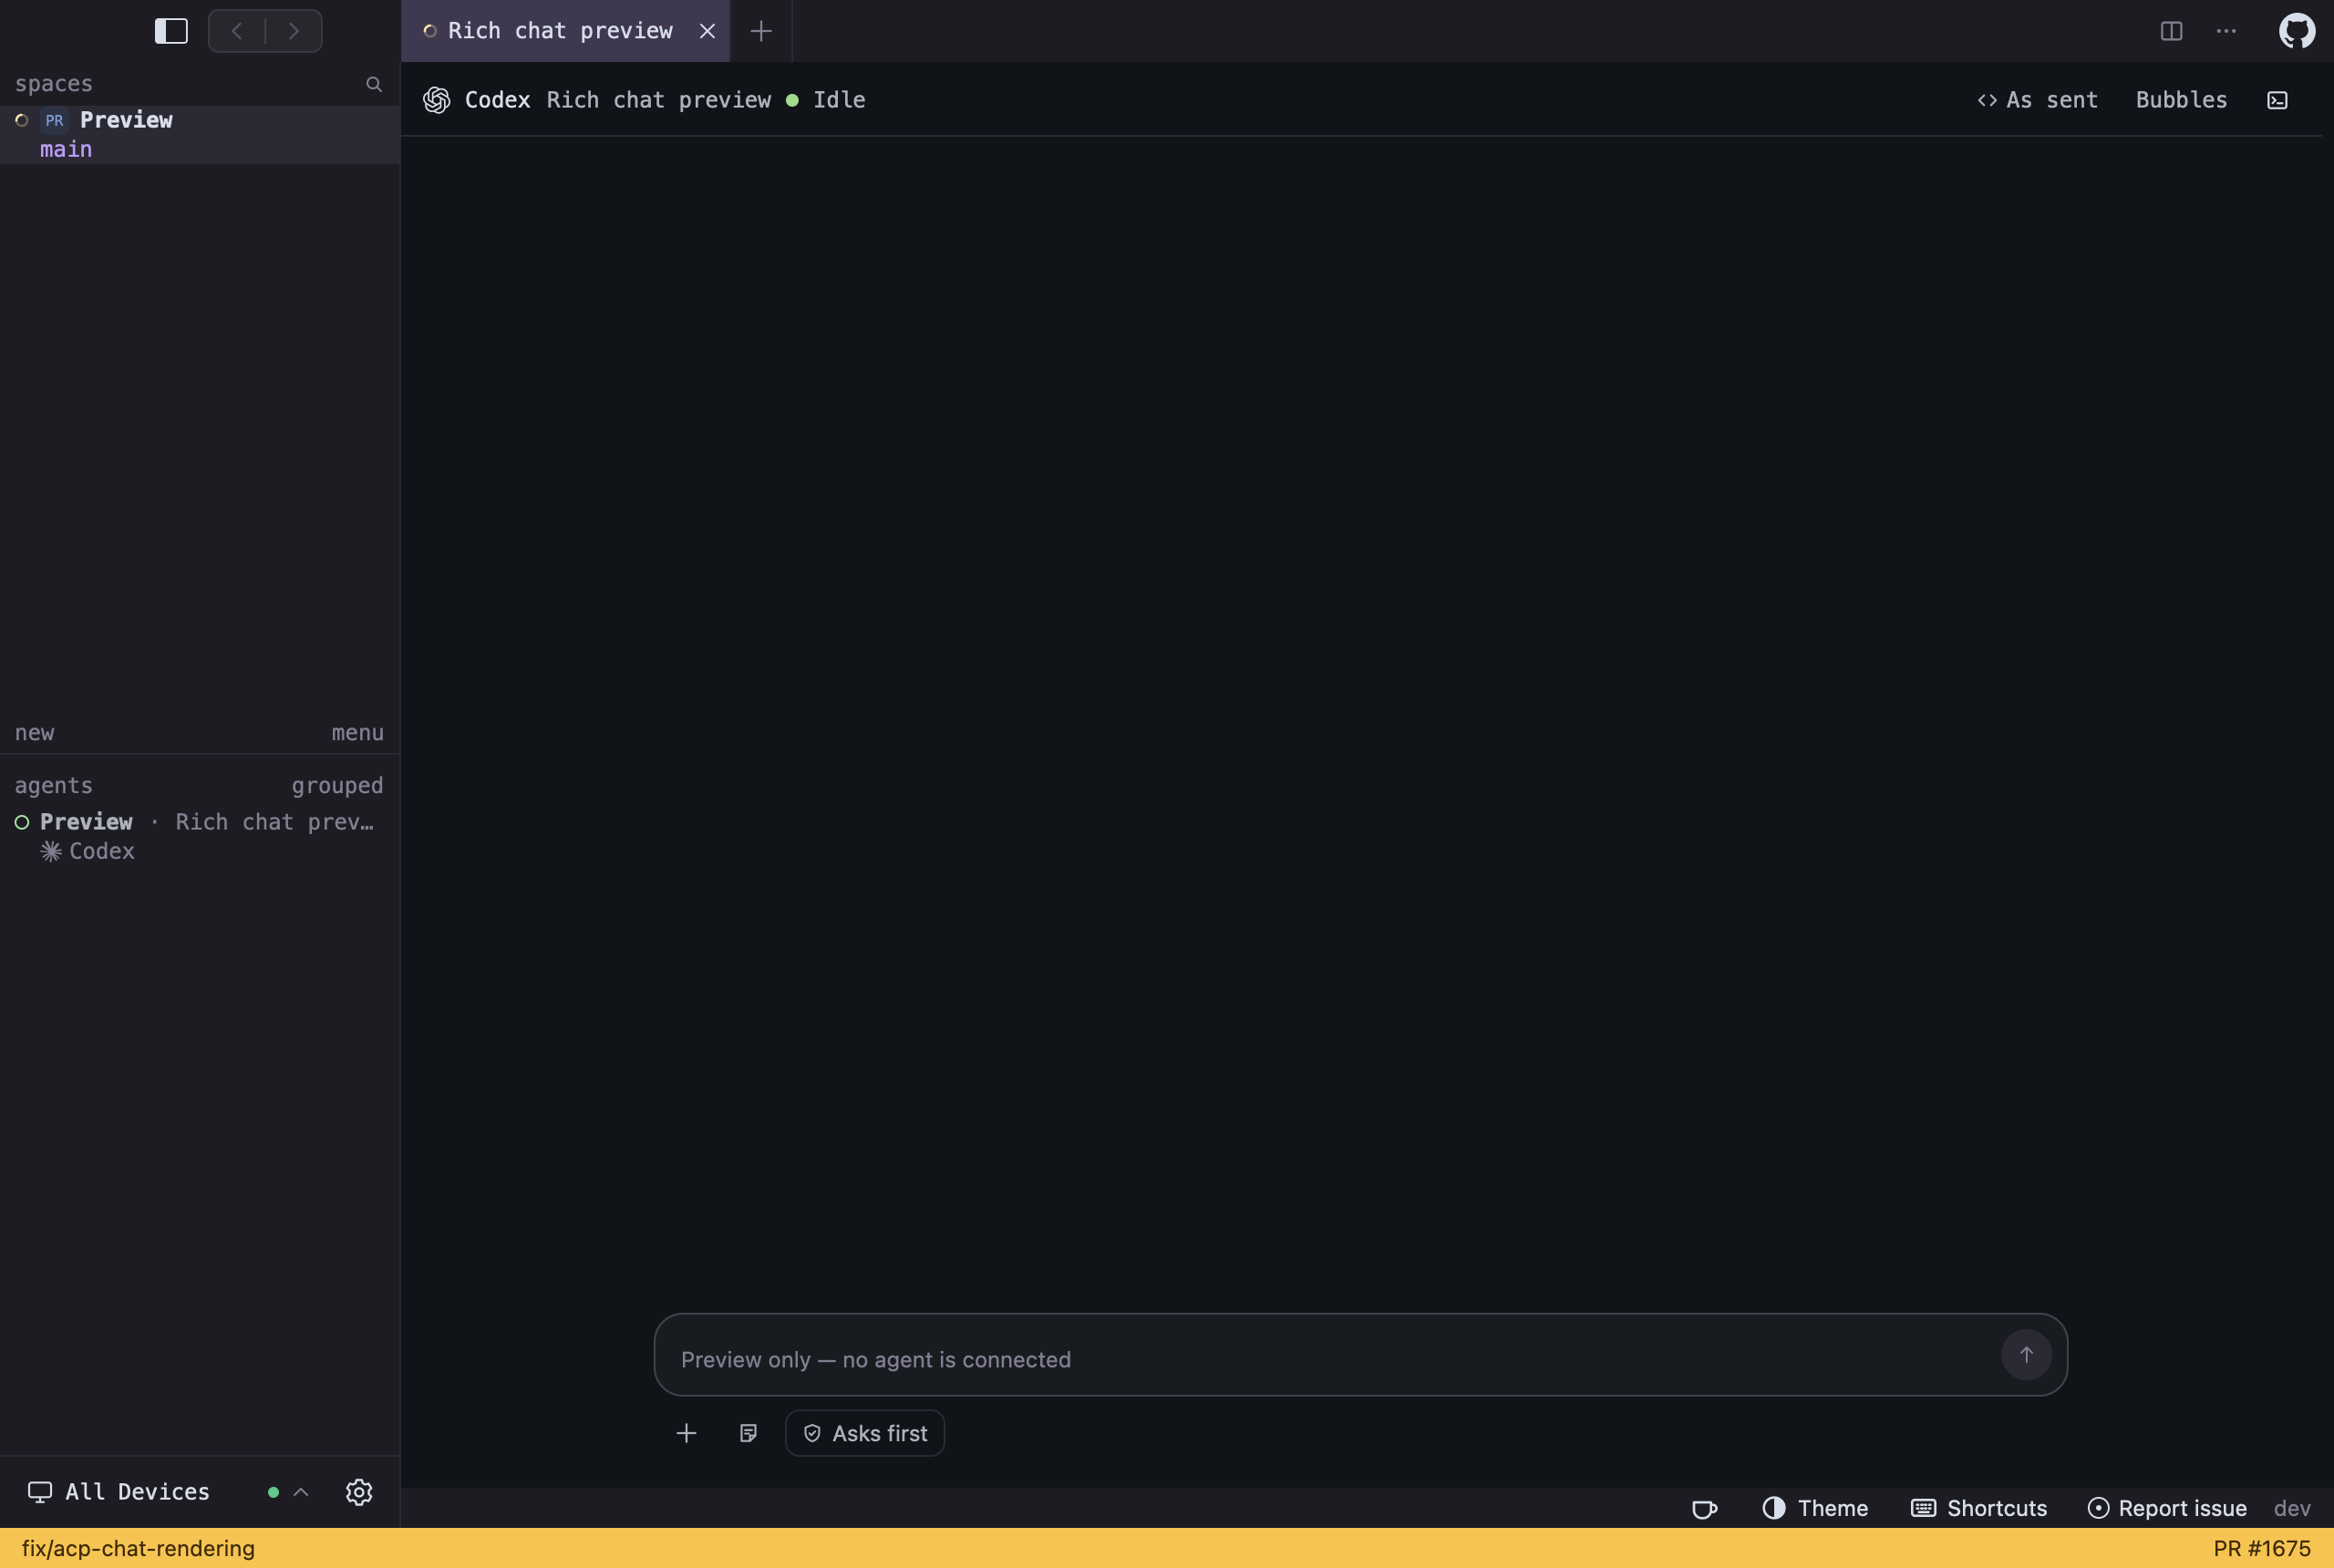 Rich chat preview
spaces
PR Preview
main
Codex Rich chat preview Idle
As sent
Bubbles
new
menu
agents
grouped
Preview · Rich chat prev…
Codex
Preview only — no agent is connected
Asks first
All Devices
Theme
Shortcuts
Report issue
dev
fix/acp-chat-rendering
PR #1675